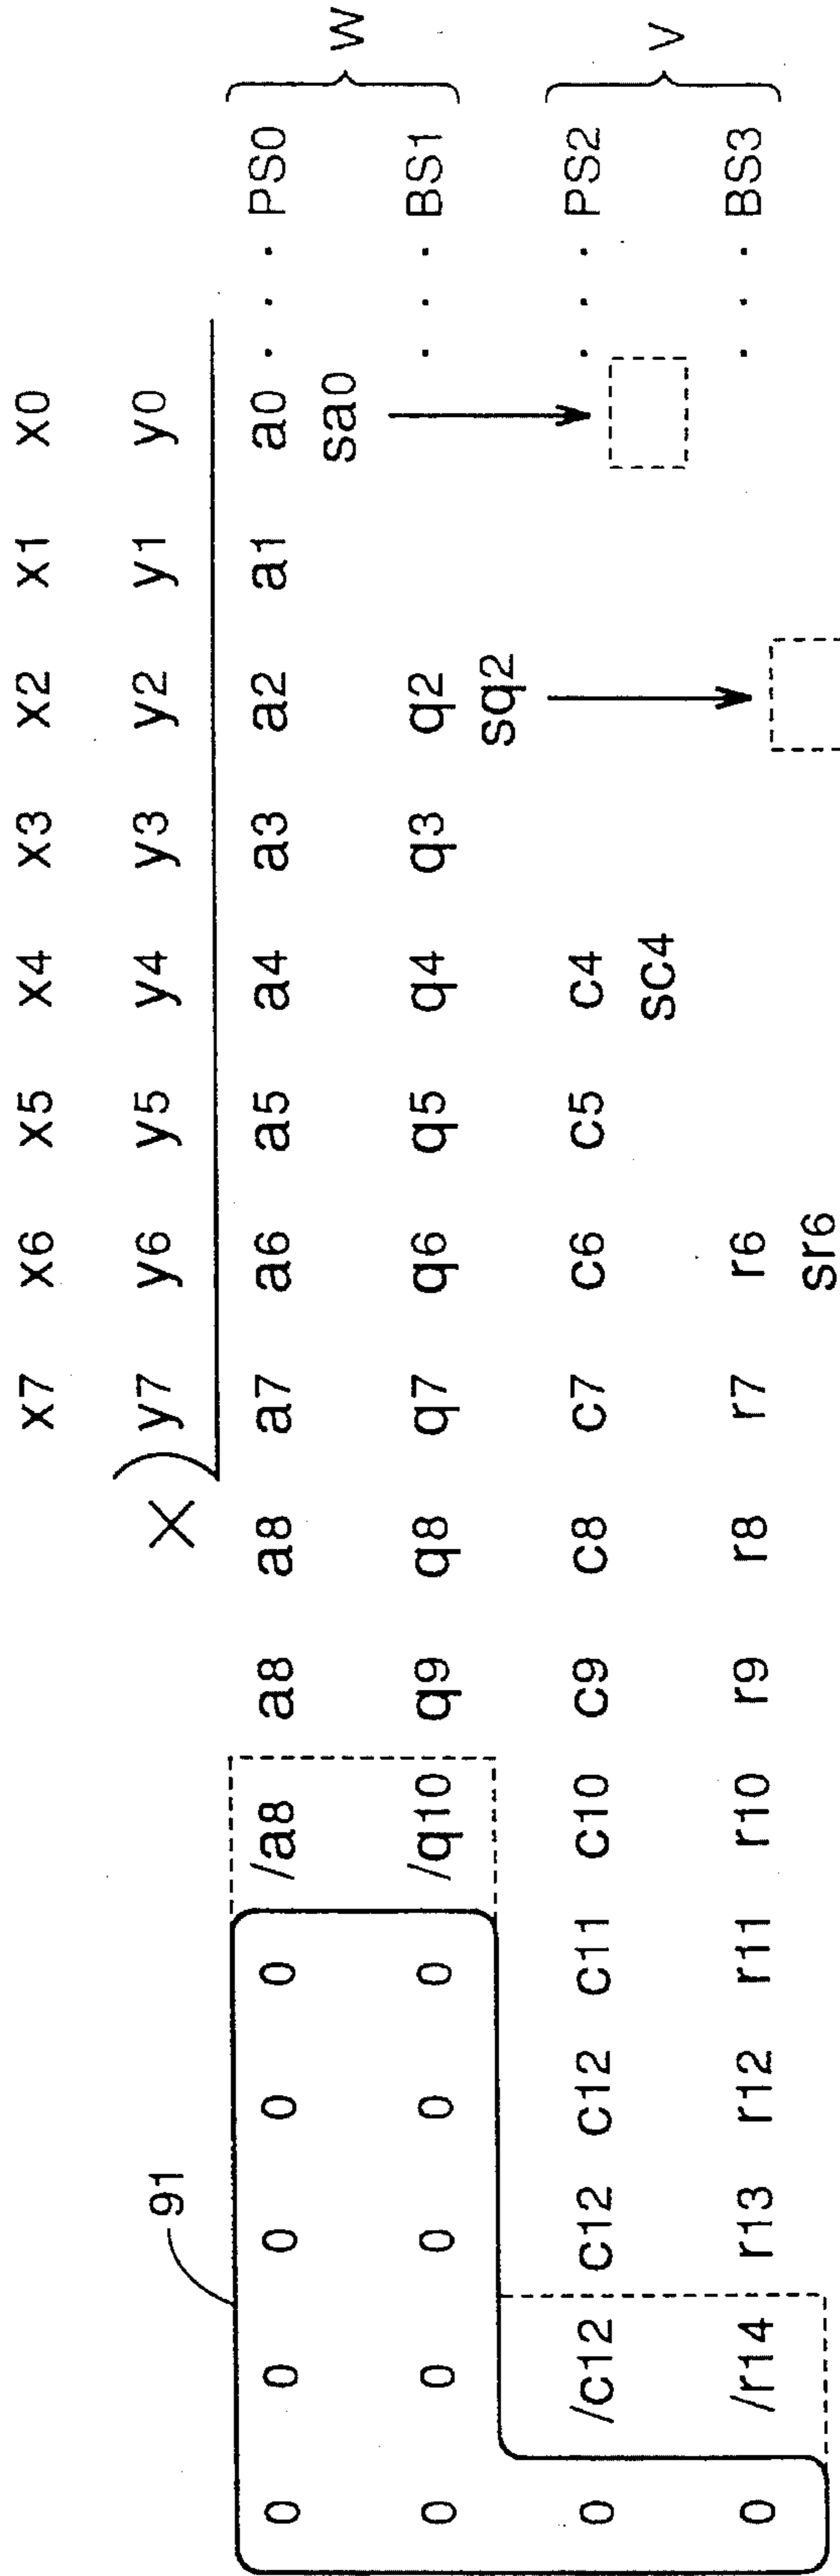 x7 x6 x5 x4 x3 x2 x1 x0
X ) y7 y6 y5 y4 y3 y2 y1 y0
91
0 0 0 0 0 /a8 a8 a8 a7 a6 a5 a4 a3 a2 a1 a0 . . . PS0
sa0
W
0 0 0 0 0 /q10 q9 q8 q7 q6 q5 q4 q3 q2 . . . BS1
sq2
0 /c12 c12 c12 c11 c10 c9 c8 c7 c6 c5 c4 . . . PS2
sc4
V
0 /r14 r13 r12 r11 r10 r9 r8 r7 r6 . . . BS3
sr6